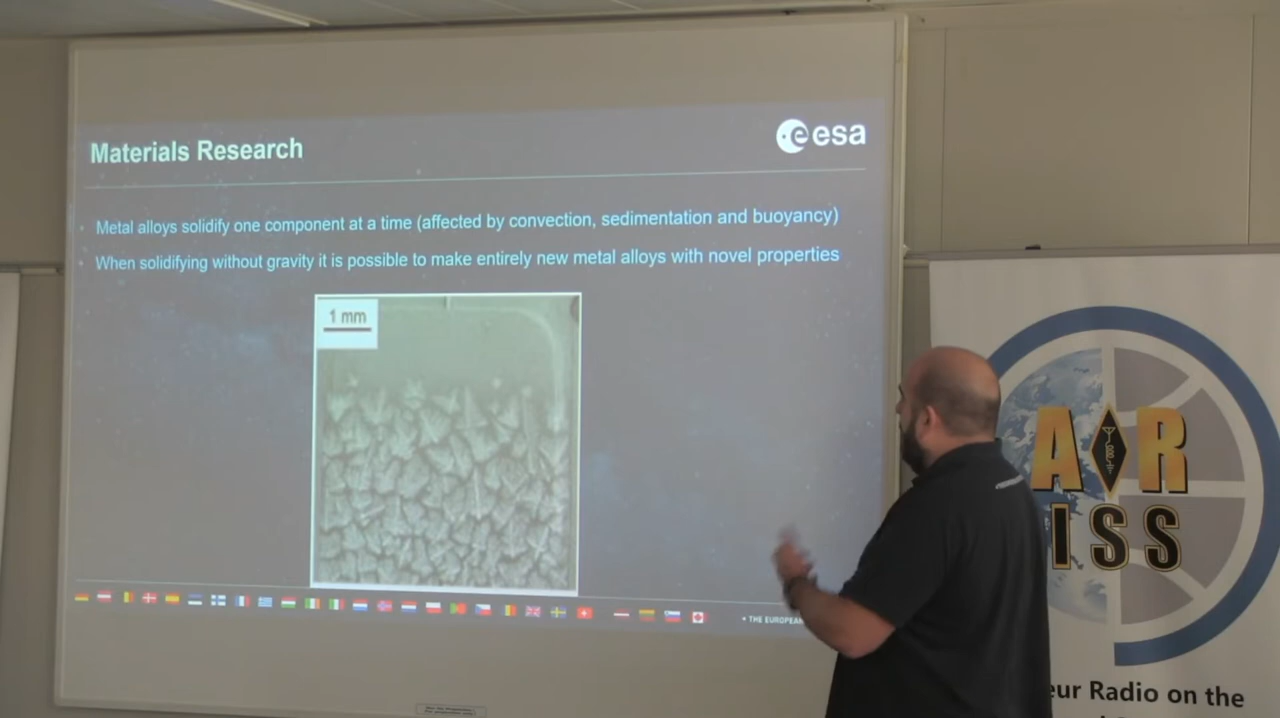 Materials Research
esa
Metal alloys solidify one component at a time (affected by convection, sedimentation and buoyancy)
When solidifying without gravity it is possible to make entirely new metal alloys with novel properties
1 mm
THE EUROPEAN
AR
ISS
eur Radio on the